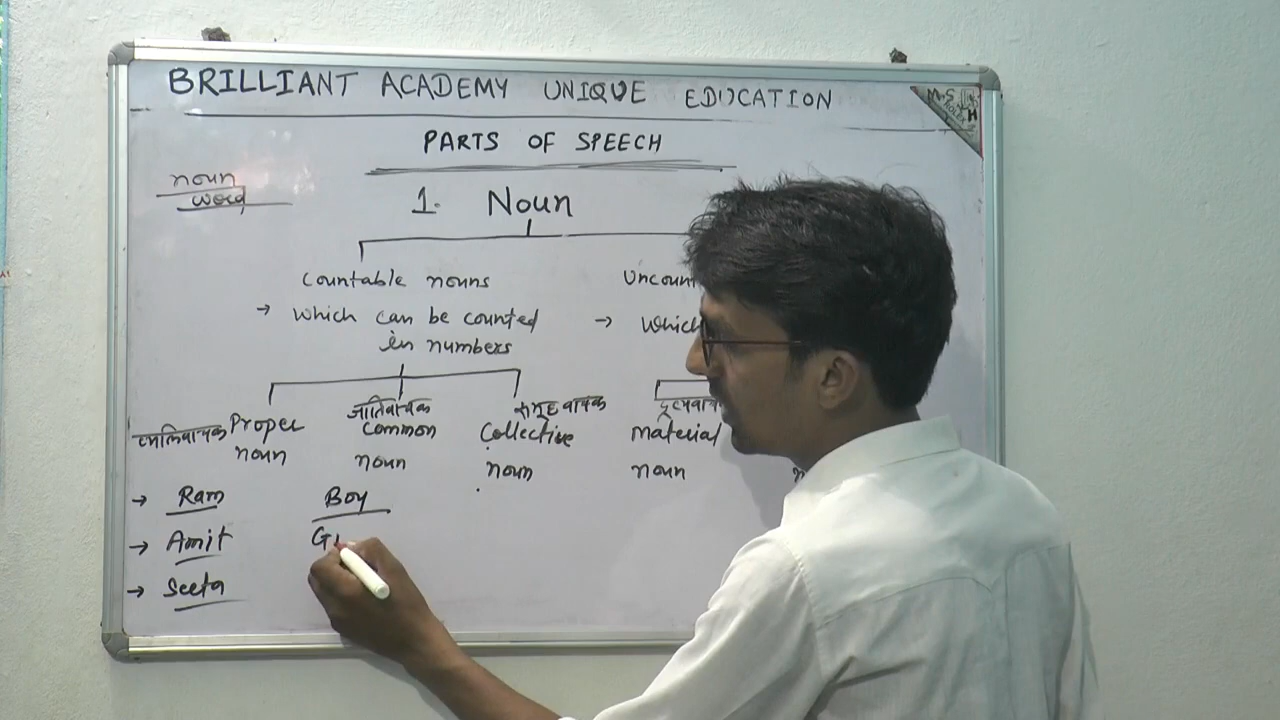 BRILLIANT ACADEMY UNIQUE EDUCATION
M.S
PARTS OF SPEECH
noun
word
1. Noun
Countable nouns
Uncoun
→ which can be counted
in numbers
→ Which
व्यक्तिवाचक Proper noun
जातिवाचक common noun
समूहवाचक Collective noun
द्रव्यवाच material noun
→ Ram
Boy
→ Amit
Gi
→ Seeta